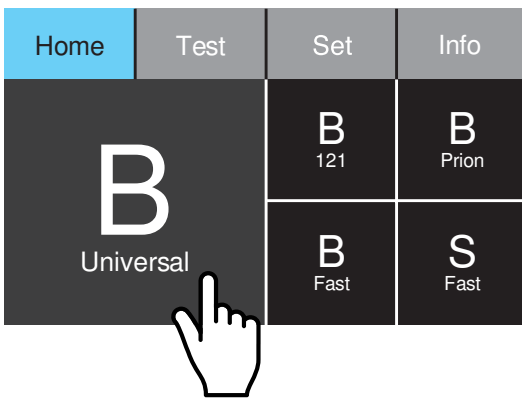 Home Test Set Info
B
Universal
B
121
B
Prion
B
Fast
S
Fast